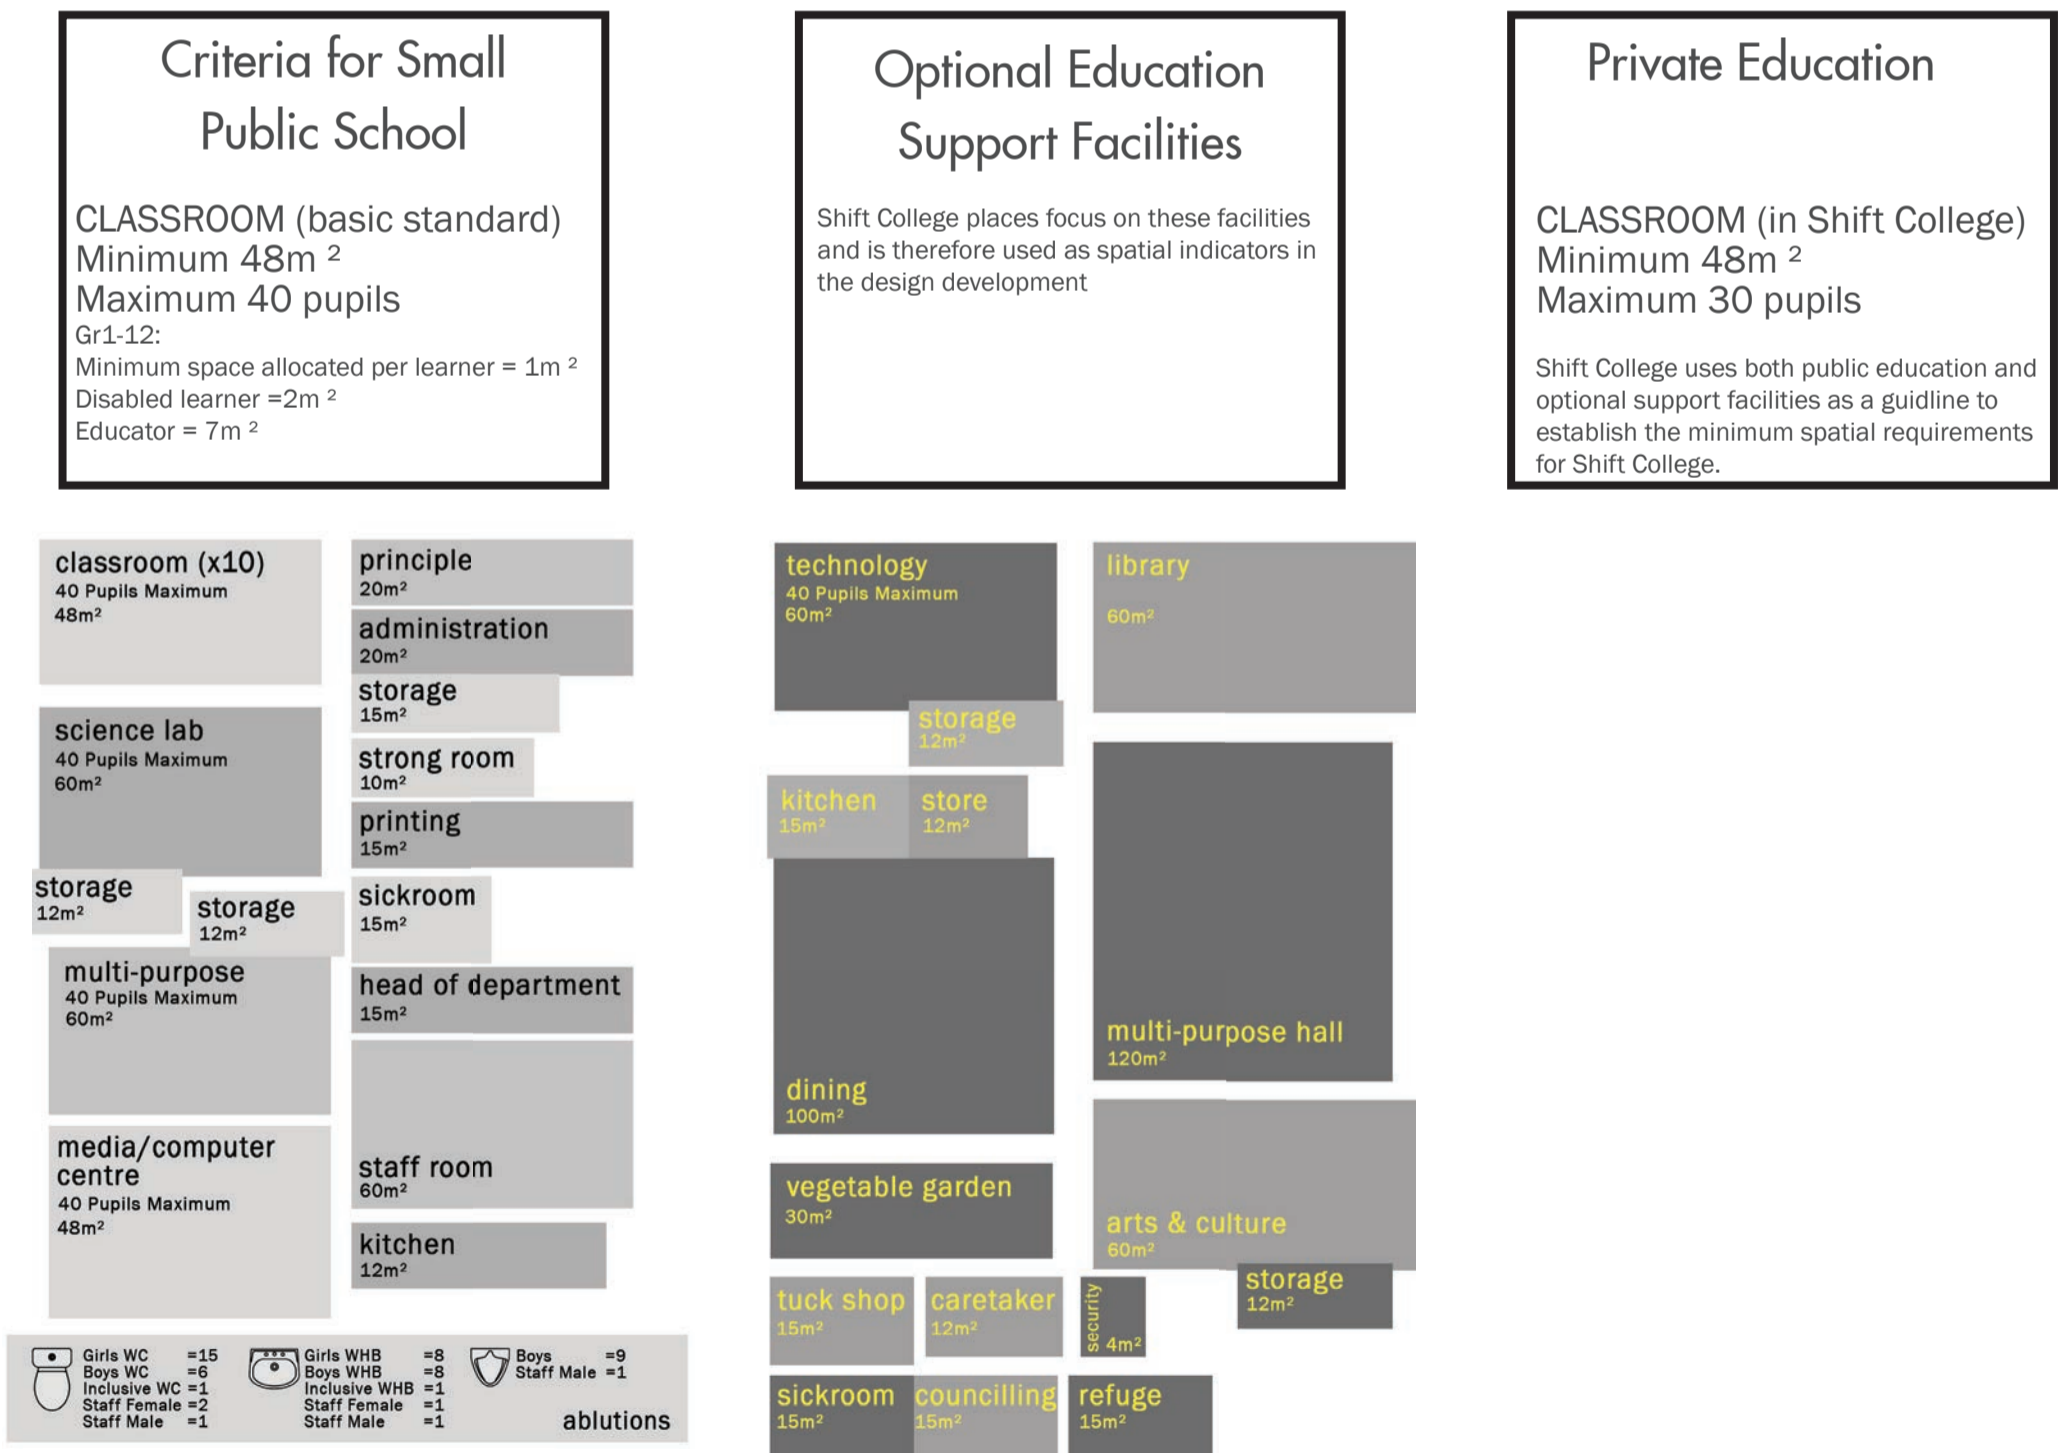 Criteria for Small
Public School
CLASSROOM (basic standard)
Minimum 48m ²
Maximum 40 pupils
Gr1-12:
Minimum space allocated per learner = 1m ²
Disabled learner =2m ²
Educator = 7m ²
Optional Education
Support Facilities
Shift College places focus on these facilities
and is therefore used as spatial indicators in
the design development
Private Education
CLASSROOM (in Shift College)
Minimum 48m ²
Maximum 30 pupils
Shift College uses both public education and
optional support facilities as a guidline to
establish the minimum spatial requirements
for Shift College.
classroom (x10)
40 Pupils Maximum
48m²
science lab
40 Pupils Maximum
60m²
storage
12m²
storage
12m²
multi-purpose
40 Pupils Maximum
60m²
media/computer
centre
40 Pupils Maximum
48m²
principle
20m²
administration
20m²
storage
15m²
strong room
10m²
printing
15m²
sickroom
15m²
head of department
15m²
staff room
60m²
kitchen
12m²
Girls WC =15
Boys WC =6
Inclusive WC =1
Staff Female =2
Staff Male =1
Girls WHB =8
Boys WHB =8
Inclusive WHB =1
Staff Female =1
Staff Male =1
Boys =9
Staff Male =1
ablutions
technology
40 Pupils Maximum
60m²
storage
12m²
kitchen
15m²
store
12m²
dining
100m²
vegetable garden
30m²
tuck shop
15m²
caretaker
12m²
security
4m²
sickroom
15m²
councilling
15m²
refuge
15m²
library
60m²
multi-purpose hall
120m²
arts & culture
60m²
storage
12m²